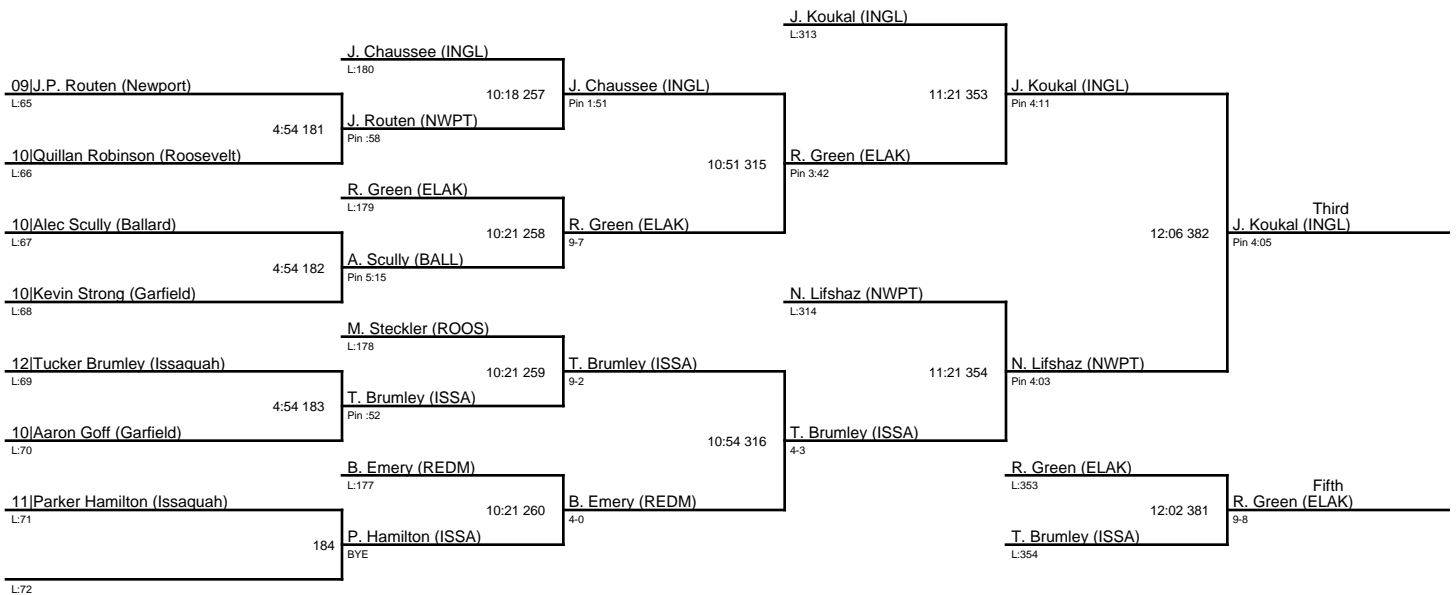 J. Koukal (INGL)
L:313
J. Chaussee (INGL)
L:180
09|J.P. Routen (Newport)
L:65
10:18 257
J. Chaussee (INGL)
Pin 1:51
11:21 353
J. Koukal (INGL)
Pin 4:11
4:54 181
J. Routen (NWPT)
Pin :58
10|Quillan Robinson (Roosevelt)
L:66
10:51 315
R. Green (ELAK)
Pin 3:42
R. Green (ELAK)
L:179
10|Alec Scully (Ballard)
L:67
10:21 258
R. Green (ELAK)
9-7
12:06 382
Third
J. Koukal (INGL)
Pin 4:05
4:54 182
A. Scully (BALL)
Pin 5:15
10|Kevin Strong (Garfield)
L:68
N. Lifshaz (NWPT)
L:314
M. Steckler (ROOS)
L:178
12|Tucker Brumley (Issaquah)
L:69
10:21 259
T. Brumley (ISSA)
9-2
11:21 354
N. Lifshaz (NWPT)
Pin 4:03
4:54 183
T. Brumley (ISSA)
Pin :52
10|Aaron Goff (Garfield)
L:70
10:54 316
T. Brumley (ISSA)
4-3
B. Emery (REDM)
L:177
R. Green (ELAK)
L:353
11|Parker Hamilton (Issaquah)
L:71
10:21 260
B. Emery (REDM)
4-0
12:02 381
Fifth
R. Green (ELAK)
9-8
184
P. Hamilton (ISSA)
BYE
T. Brumley (ISSA)
L:354
L:72